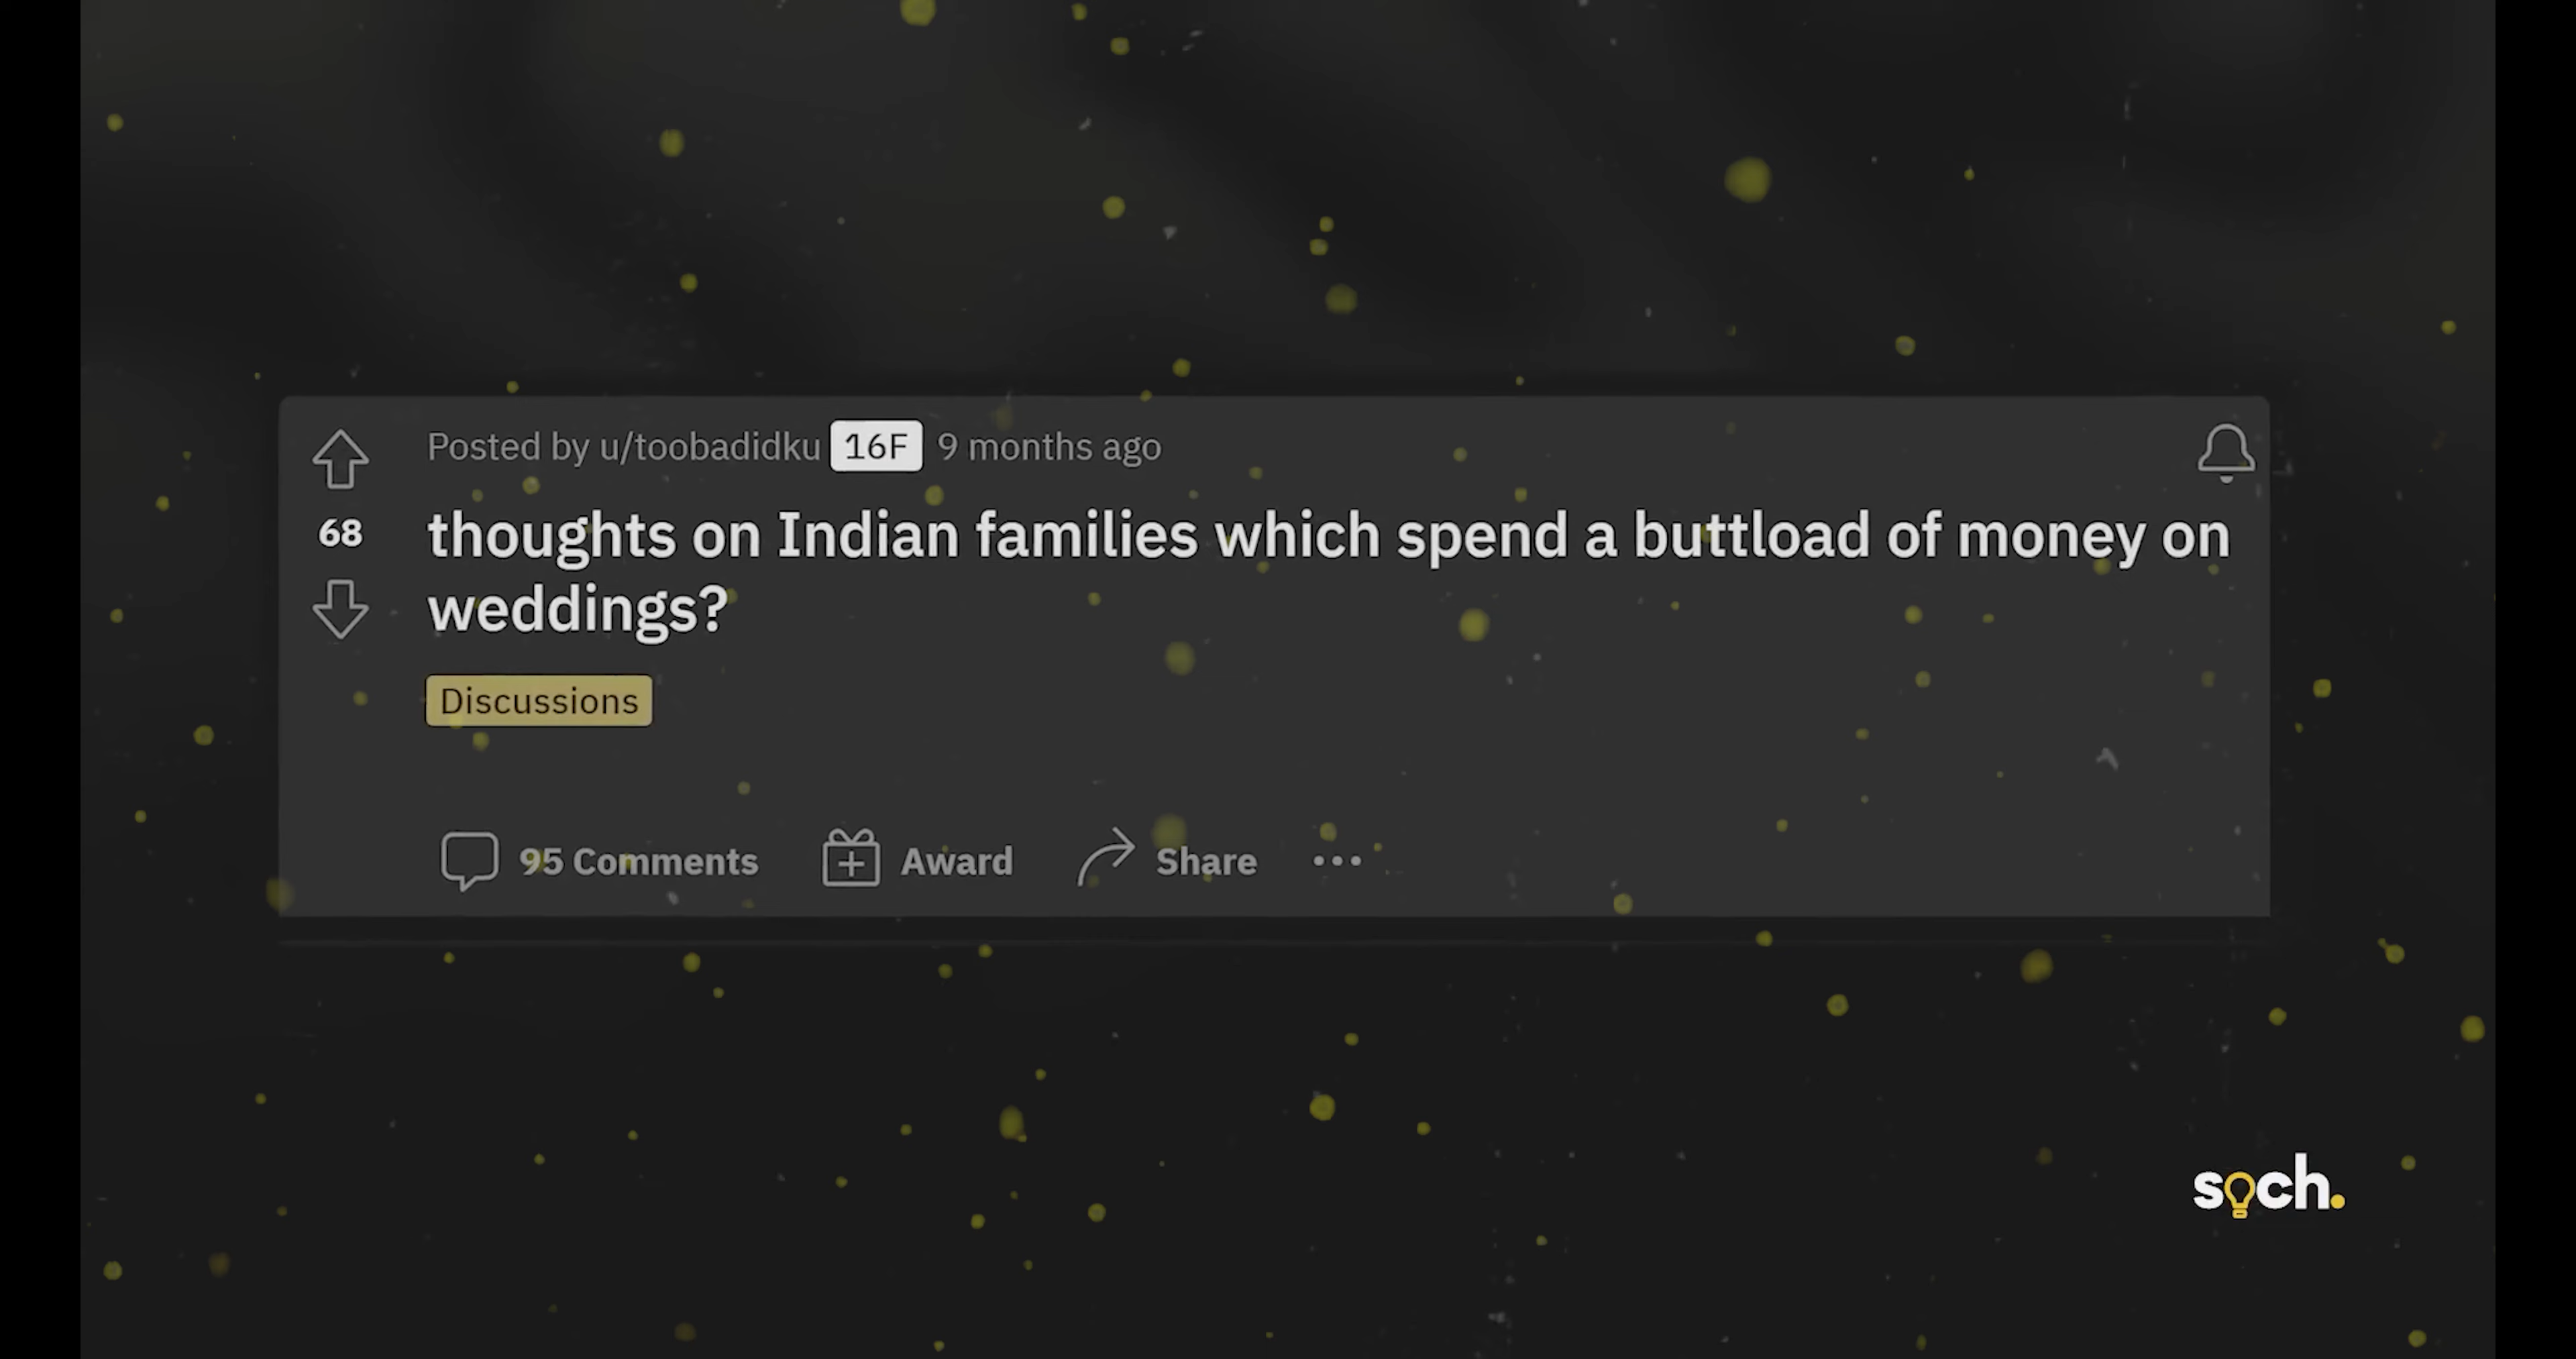 Posted by u/toobadidku 16F 9 months ago
68
thoughts on Indian families which spend a buttload of money on
weddings?
Discussions
95 Comments Award Share
soch.